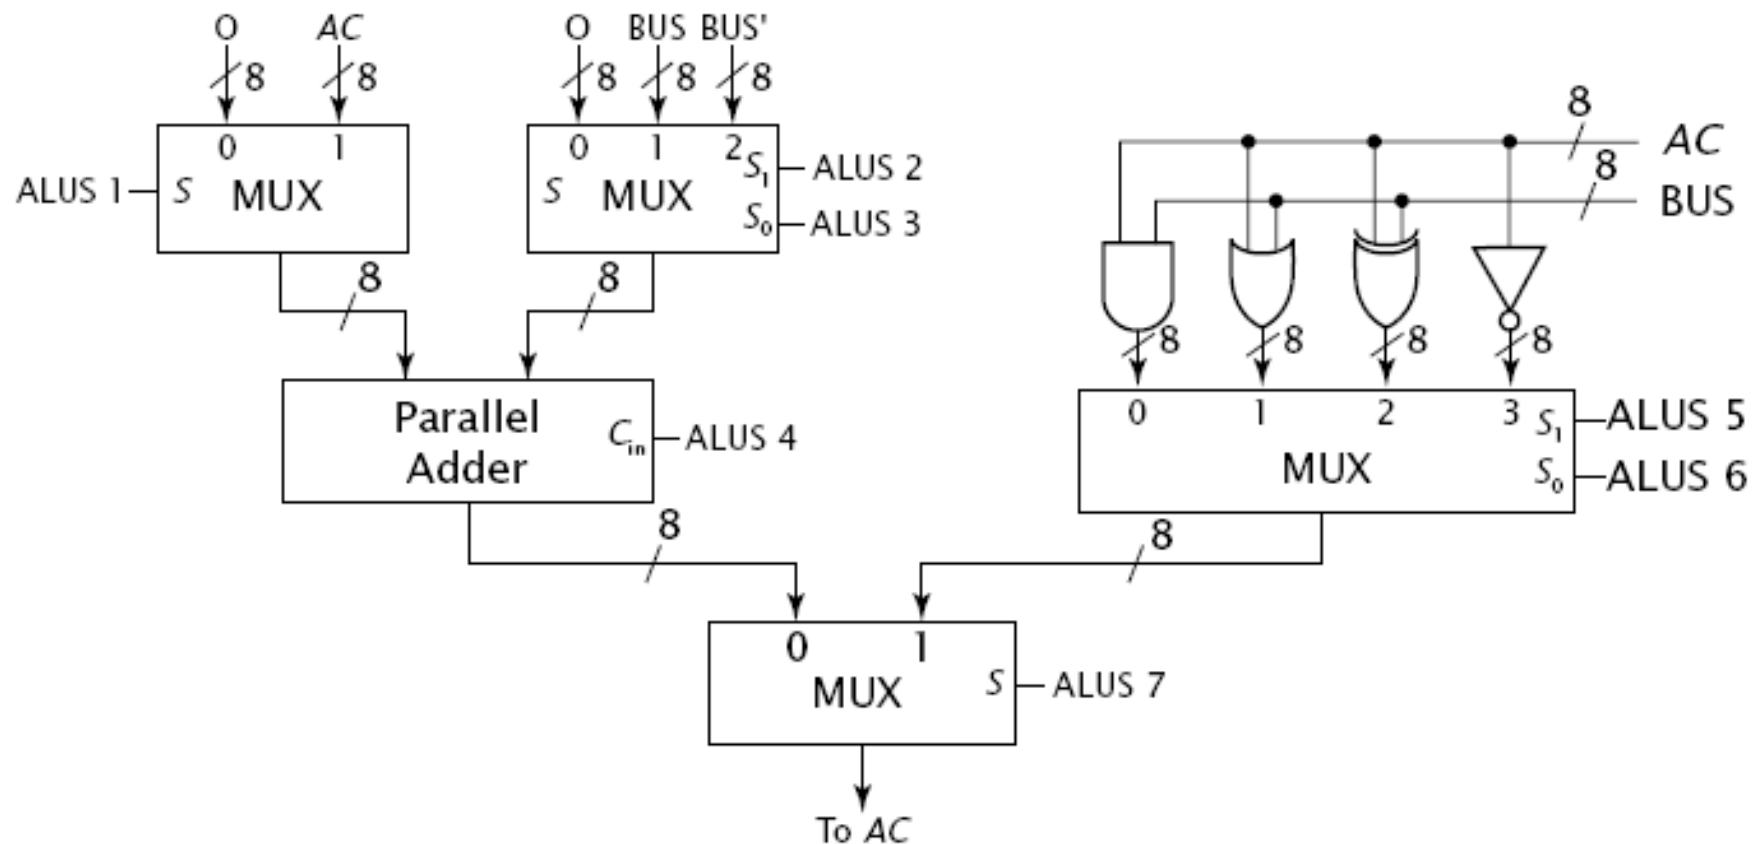 O AC O BUS BUS'
8 8 8 8 8
0 1 0 1 2
S MUX S MUX S1 S0
ALUS 1 ALUS 2
ALUS 3
8 8
Parallel
Adder
Cin ALUS 4
8
8 AC
8 BUS
8 8 8 8
0 1 2 3
MUX S1 ALUS 5
S0 ALUS 6
8
0 1
MUX S ALUS 7
To AC